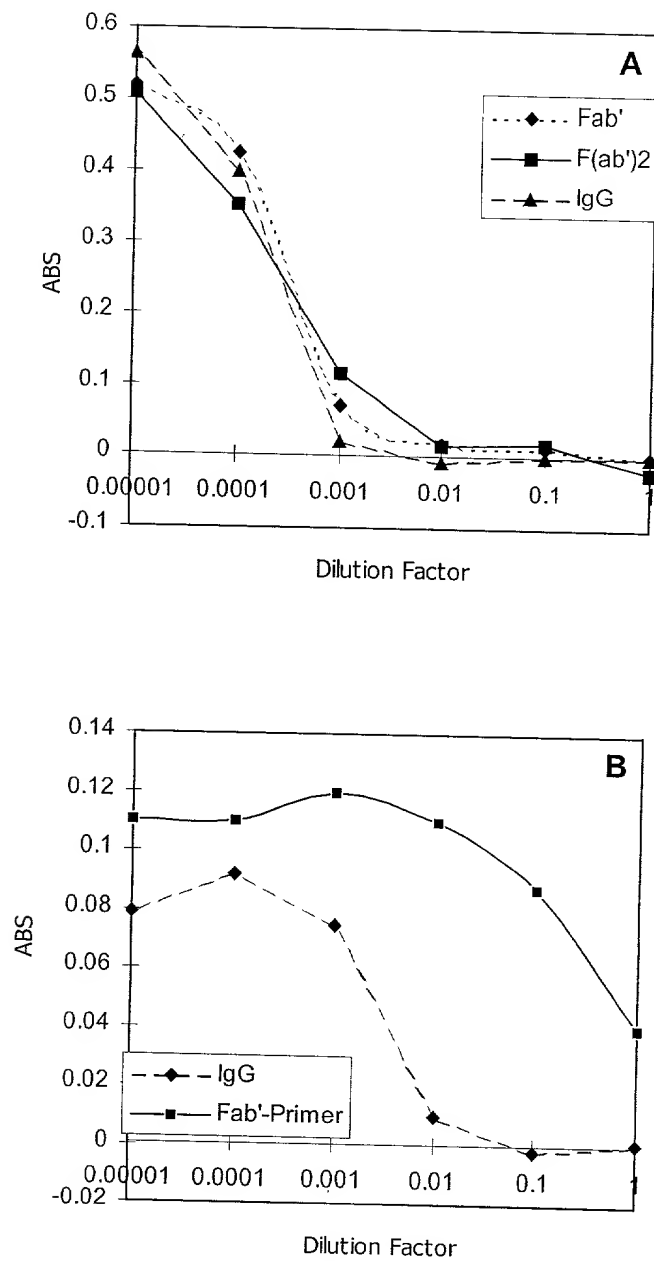 0.6
A
0.5
Fab'
F(ab')2
IgG
0.4
0.3
ABS
0.2
0.1
0
0.00001 0.0001 0.001 0.01 0.1 1
-0.1
Dilution Factor
0.14
B
0.12
0.1
0.08
ABS
0.06
0.04
IgG
0.02
Fab'-Primer
0
0.00001 0.0001 0.001 0.01 0.1 1
-0.02
Dilution Factor